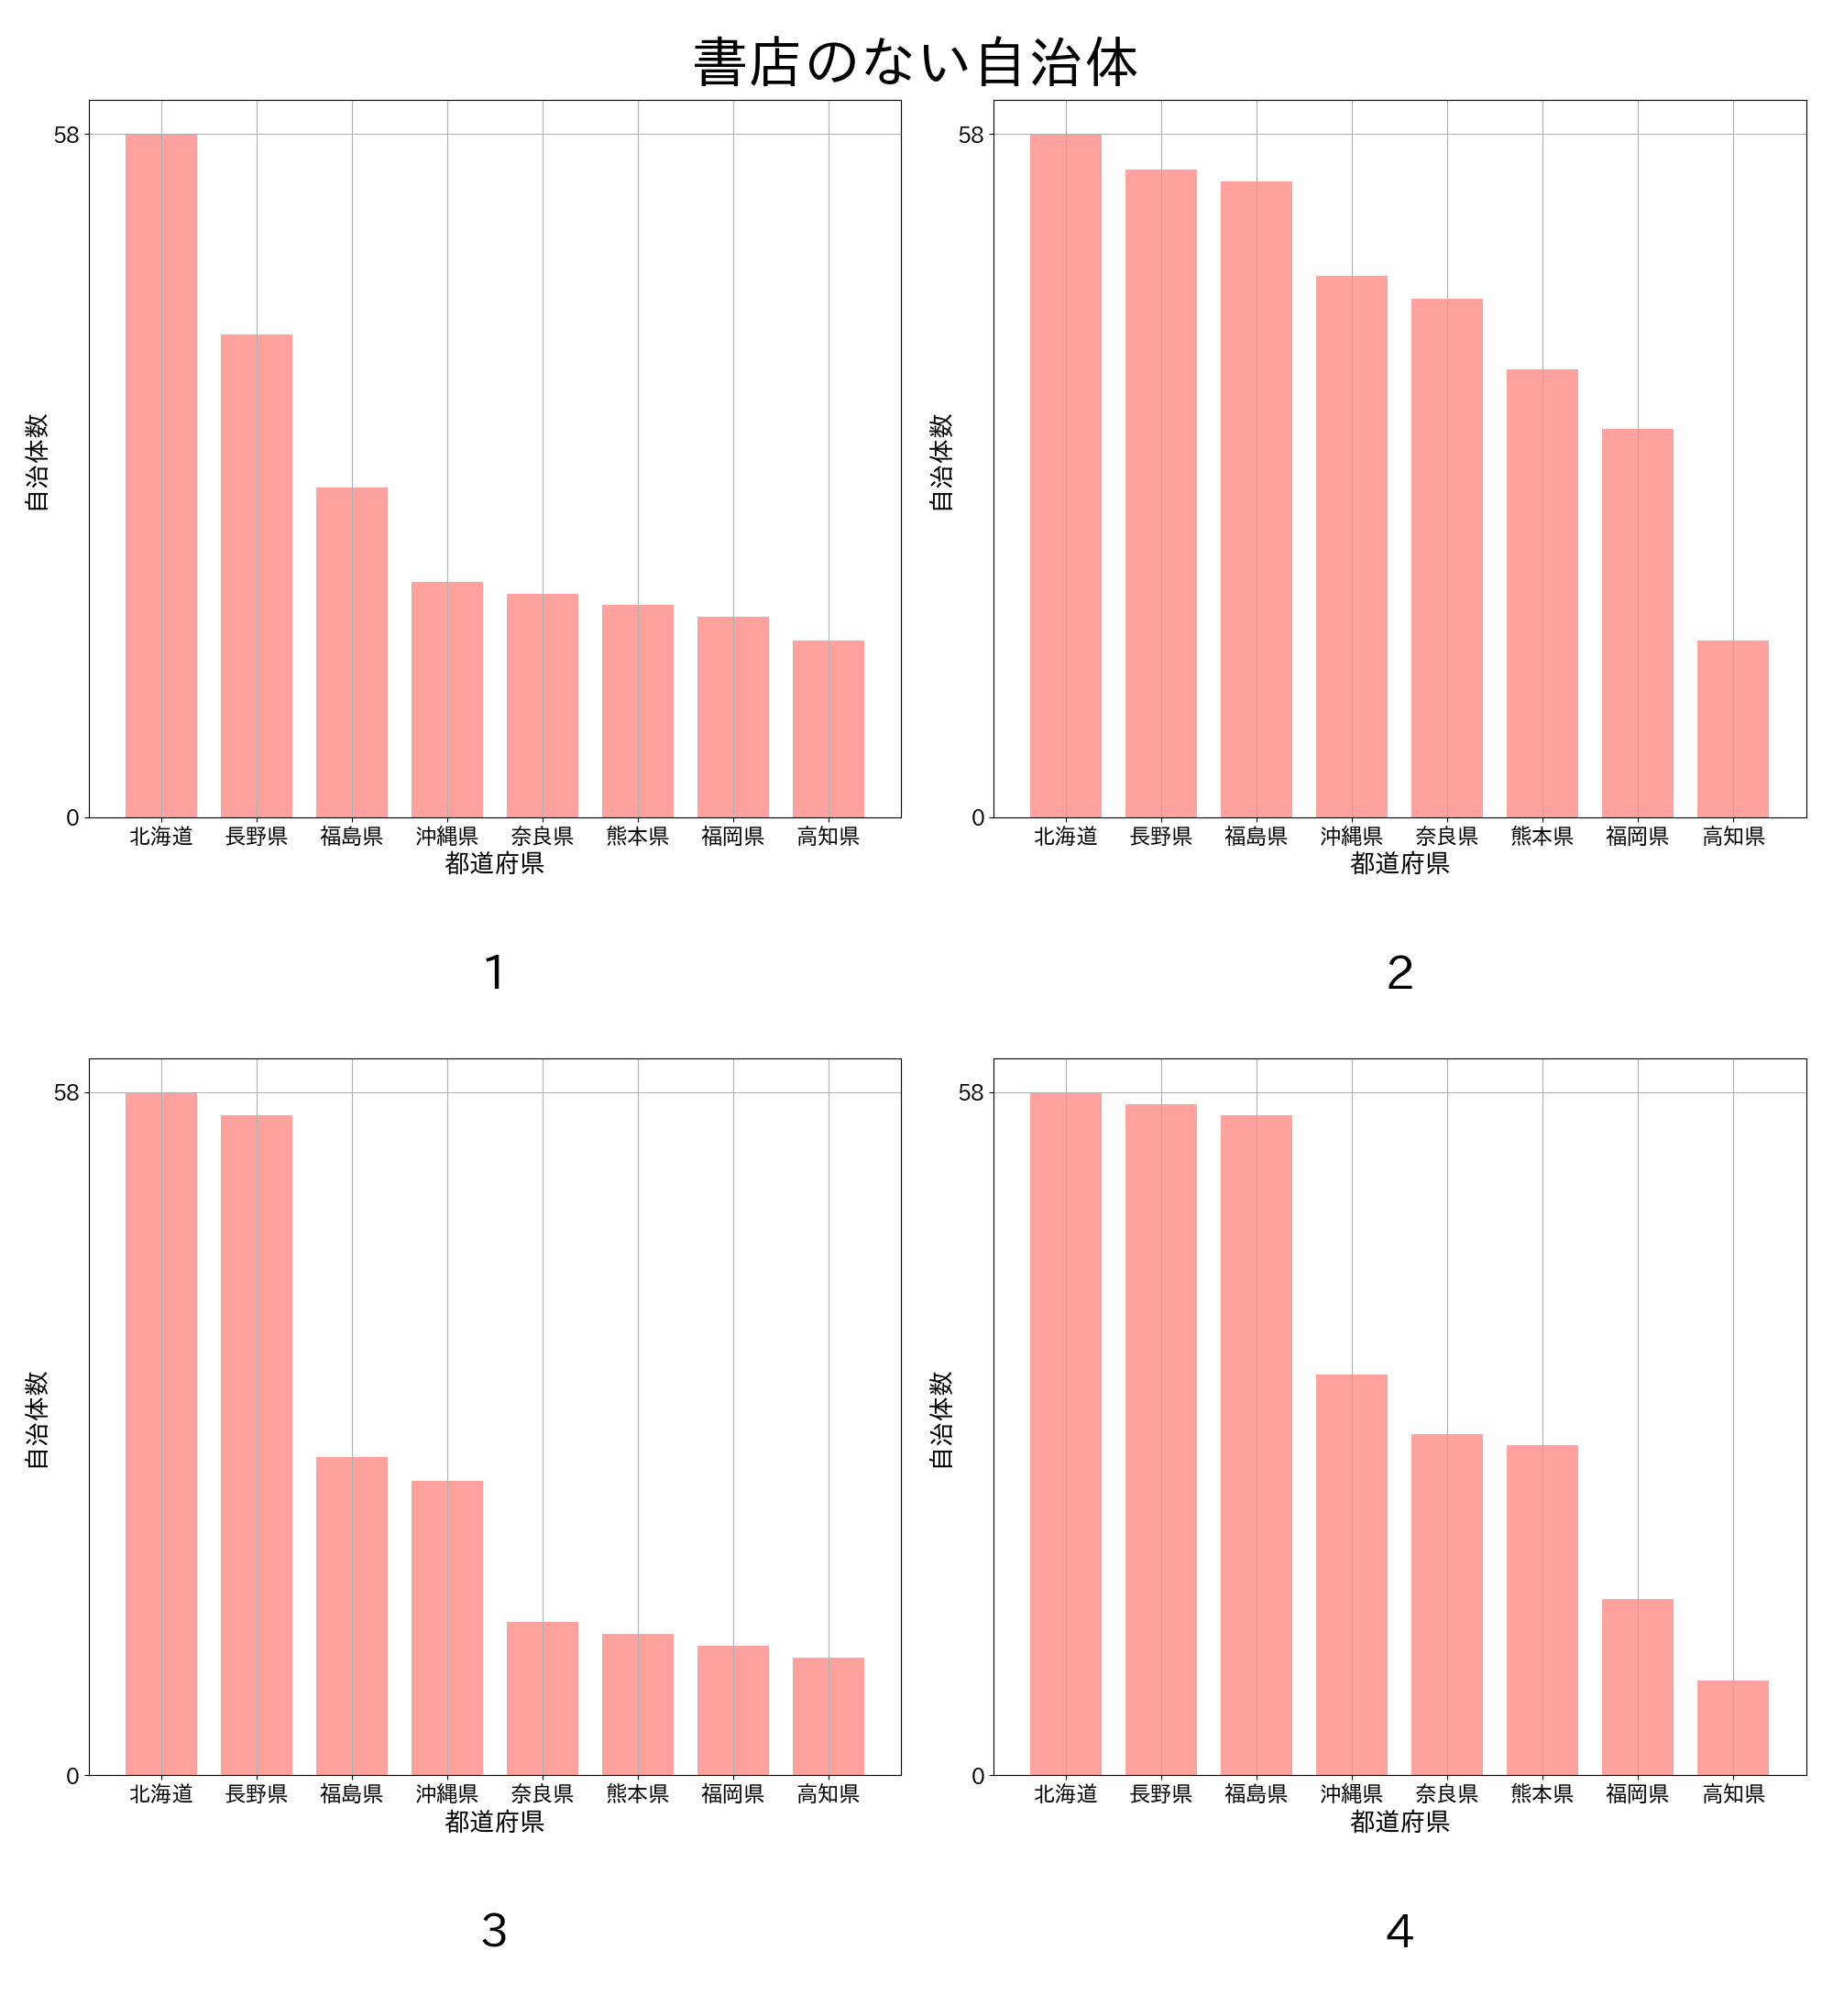 書店のない自治体
58
0
自治体数
北海道 長野県 福島県 沖縄県 奈良県 熊本県 福岡県 高知県
都道府県
1
58
0
自治体数
北海道 長野県 福島県 沖縄県 奈良県 熊本県 福岡県 高知県
都道府県
2
58
0
自治体数
北海道 長野県 福島県 沖縄県 奈良県 熊本県 福岡県 高知県
都道府県
3
58
0
自治体数
北海道 長野県 福島県 沖縄県 奈良県 熊本県 福岡県 高知県
都道府県
4